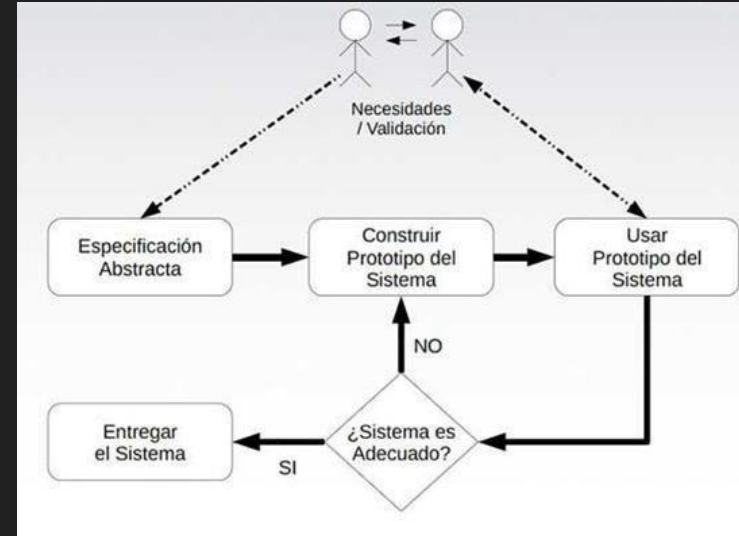 Necesidades
/ Validación
Especificación
Abstracta
Construir
Prototipo del
Sistema
Usar
Prototipo del
Sistema
NO
Entregar
el Sistema
¿Sistema es
Adecuado?
SI